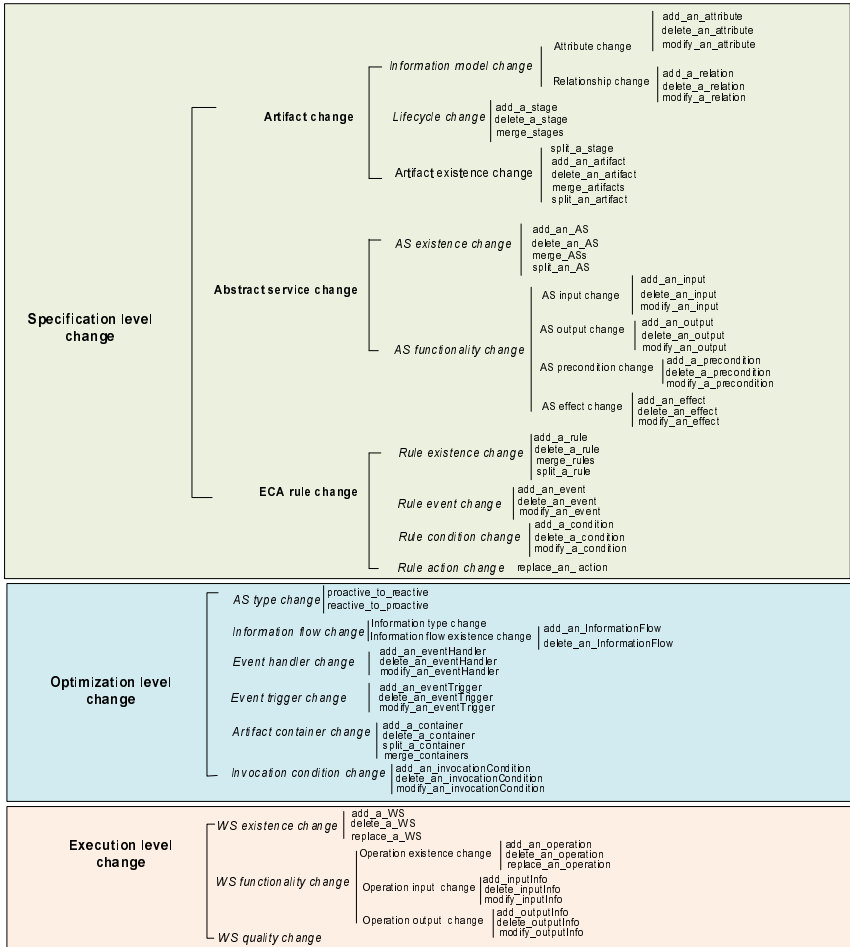 Specification level
change
Artifact change
Information model change
Attribute change
add_an_attribute
delete_an_attribute
modify_an_attribute
Relationship change
add_a_relation
delete_a_relation
modify_a_relation
Lifecycle change
add_a_stage
delete_a_stage
merge_stages
Artifact existence change
split_a_stage
add_an_artifact
delete_an_artifact
merge_artifacts
split_an_artifact
Abstract service change
AS existence change
add_an_AS
delete_an_AS
merge_ASs
split_an_AS
AS functionality change
AS input change
add_an_input
delete_an_input
modify_an_input
AS output change
add_an_output
delete_an_output
modify_an_output
AS precondition change
add_a_precondition
delete_a_precondition
modify_a_precondition
AS effect change
add_an_effect
delete_an_effect
modify_an_effect
ECA rule change
Rule existence change
add_a_rule
delete_a_rule
merge_rules
split_a_rule
Rule event change
add_an_event
delete_an_event
modify_an_event
Rule condition change
add_a_condition
delete_a_condition
modify_a_condition
Rule action change
replace_an_ action
Optimization level
change
AS type change
proactive_to_reactive
reactive_to_proactive
Information flow change
Information type change
Information flow existence change
add_an_InformationFlow
delete_an_InformationFlow
Event handler change
add_an_eventHandler
delete_an_eventHandler
modify_an_eventHandler
Event trigger change
add_an_eventTrigger
delete_an_eventTrigger
modify_an_eventTrigger
Artifact container change
add_a_container
delete_a_container
split_a_container
merge_containers
Invocation condition change
add_an_invocationCondition
delete_an_invocationCondition
modify_an_invocationCondition
Execution level
change
WS existence change
add_a_WS
delete_a_WS
replace_a_WS
WS functionality change
Operation existence change
add_an_operation
delete_an_operation
replace_an_operation
Operation input change
add_inputInfo
delete_inputInfo
modify_inputInfo
Operation output change
add_outputInfo
delete_outputInfo
modify_outputInfo
WS quality change